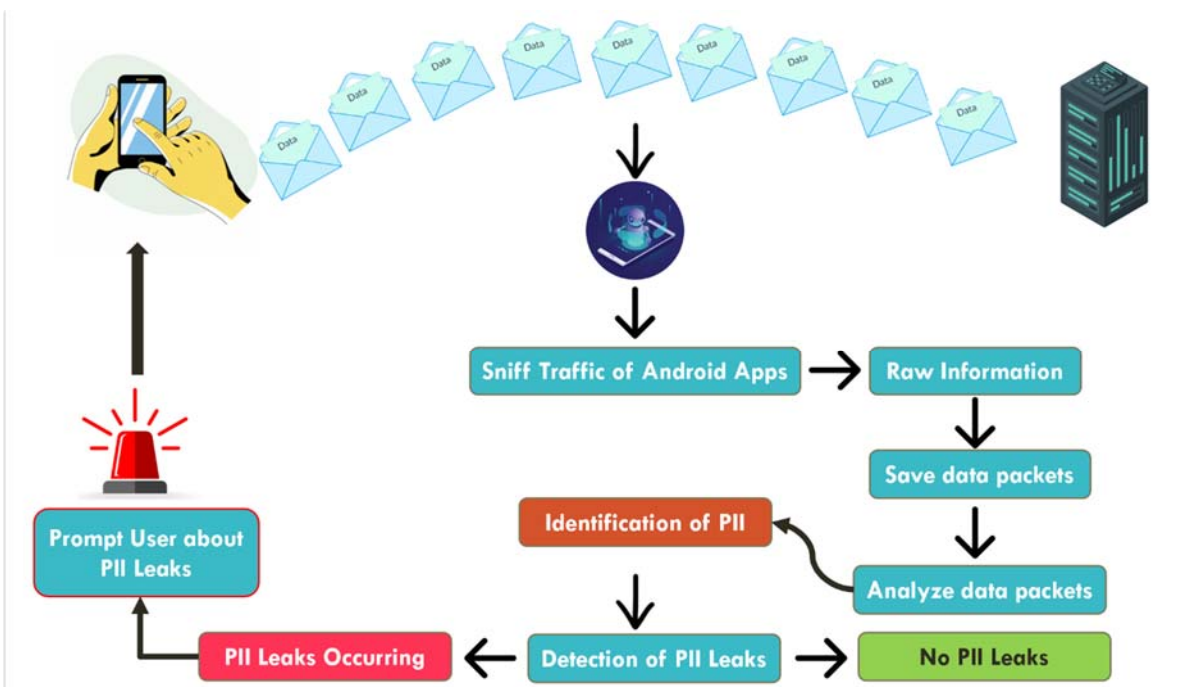 Data
Data
Data
Data
Data
Data
Data
Data
Data
Sniff Traffic of Android Apps
Raw Information
Save data packets
Identification of PII
Prompt User about
PII Leaks
Analyze data packets
PII Leaks Occurring
Detection of PII Leaks
No PII Leaks